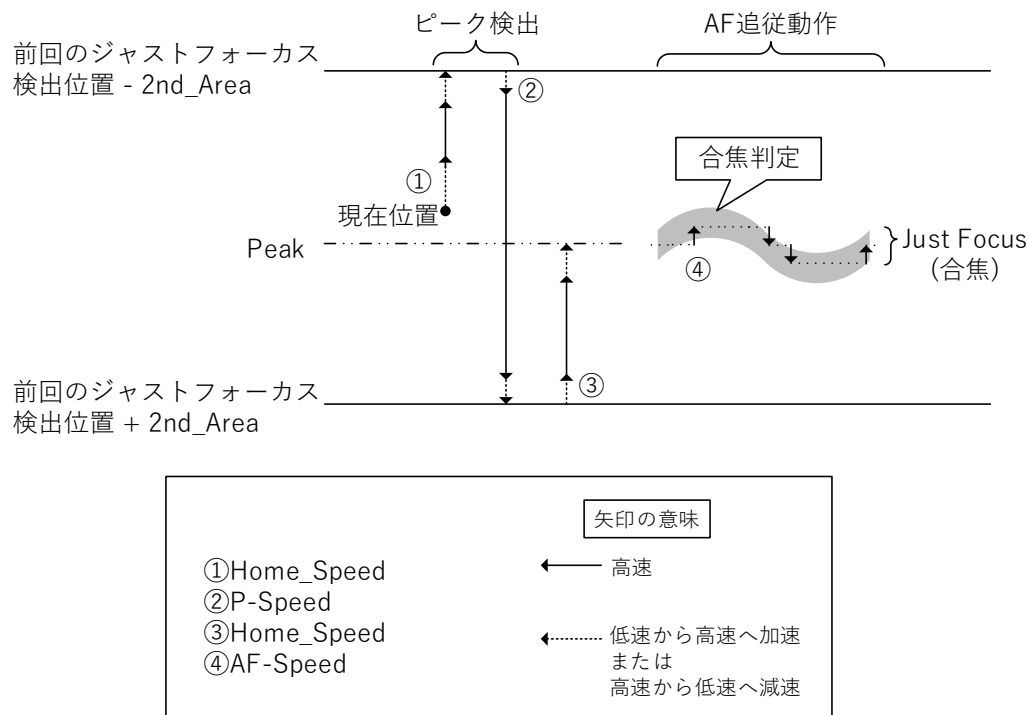 ピーク検出
AF追従動作
前回のジャストフォーカス
検出位置 - 2nd_Area
②
合焦判定
①
現在位置
Peak
④
Just Focus
(合焦)
③
前回のジャストフォーカス
検出位置 + 2nd_Area
矢印の意味
①Home_Speed
②P-Speed
③Home_Speed
④AF-Speed
高速
低速から高速へ加速
または
高速から低速へ減速